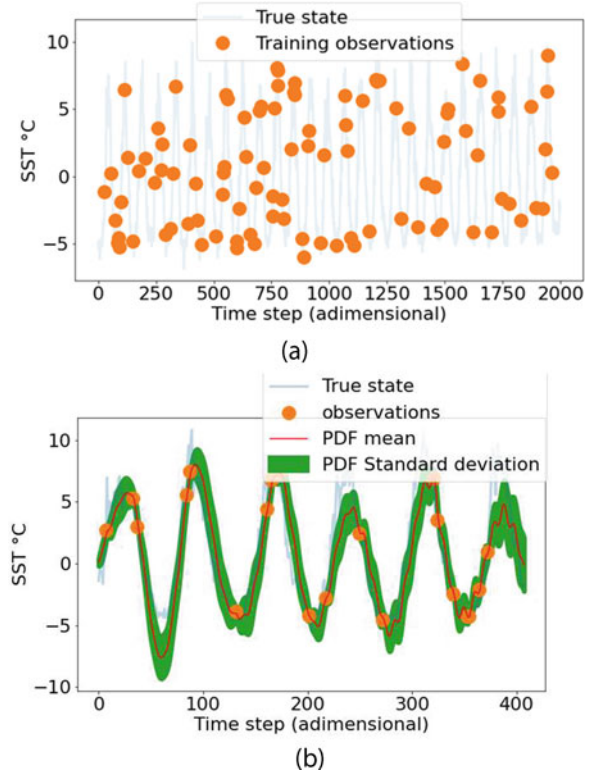 True state
Training observations
10
5
0
−5
SST °C
0 250 500 750 1000 1250 1500 1750 2000
Time step (adimensional)
(a)
True state
observations
PDF mean
PDF Standard deviation
10
5
0
−5
−10
SST °C
0 100 200 300 400
Time step (adimensional)
(b)